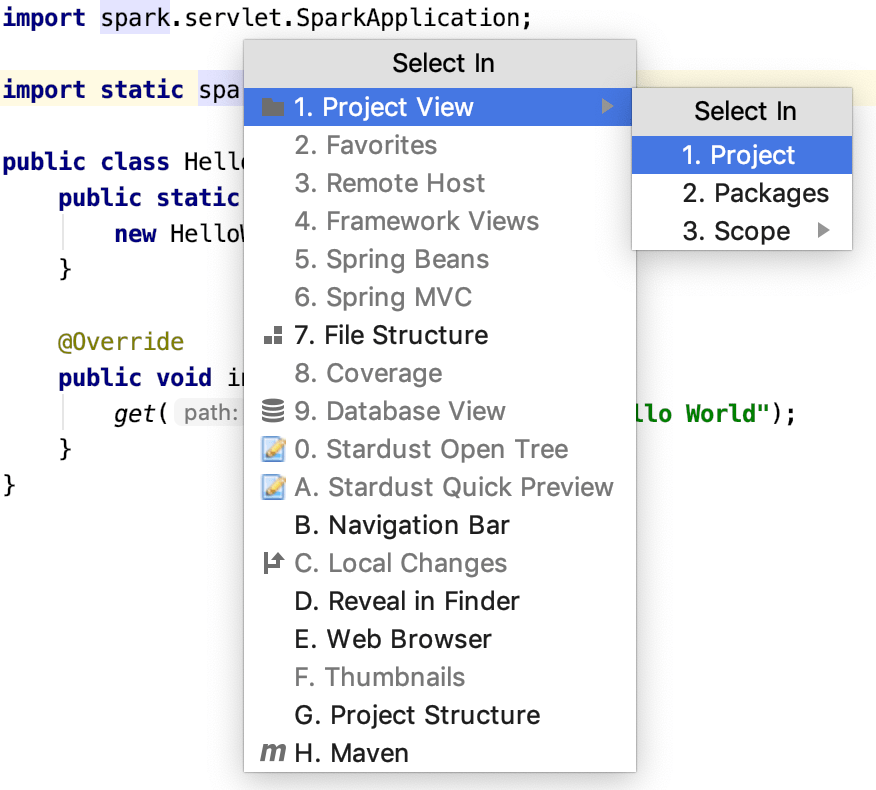 import spark.servlet.SparkApplication;
import static
public class
public static
new
}
@Override
public void
get( path: llo World");
}
}
Select In
1. Project View
2. Favorites
3. Remote Host
4. Framework Views
5. Spring Beans
6. Spring MVC
7. File Structure
8. Coverage
9. Database View
0. Stardust Open Tree
A. Stardust Quick Preview
B. Navigation Bar
C. Local Changes
D. Reveal in Finder
E. Web Browser
F. Thumbnails
G. Project Structure
H. Maven
Select In
1. Project
2. Packages
3. Scope